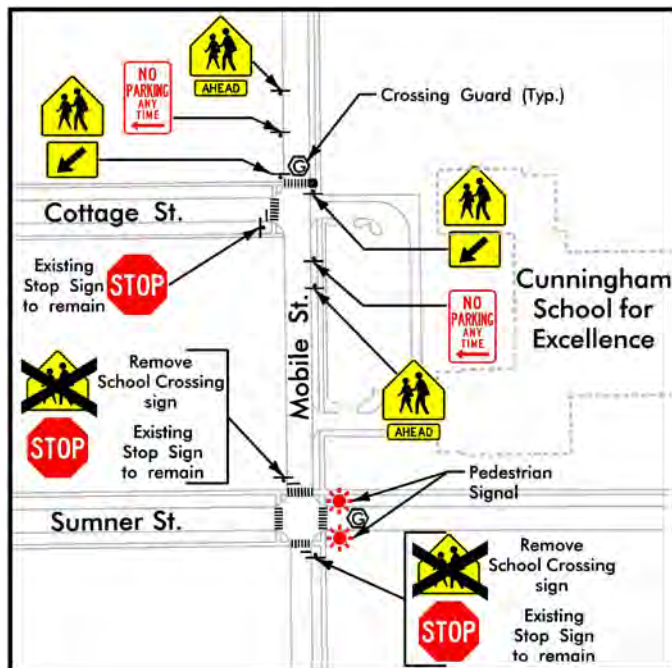 AHEAD
NO
PARKING
ANY
TIME
Crossing Guard (Typ.)
G
Cottage St.
Existing
Stop Sign
to remain
STOP
Cunningham
School for
Excellence
NO
PARKING
ANY
TIME
Mobile St.
Remove
School Crossing
sign
STOP
Existing
Stop Sign
to remain
AHEAD
Pedestrian
Signal
G
Sumner St.
Remove
School Crossing
sign
STOP
Existing
Stop Sign
to remain